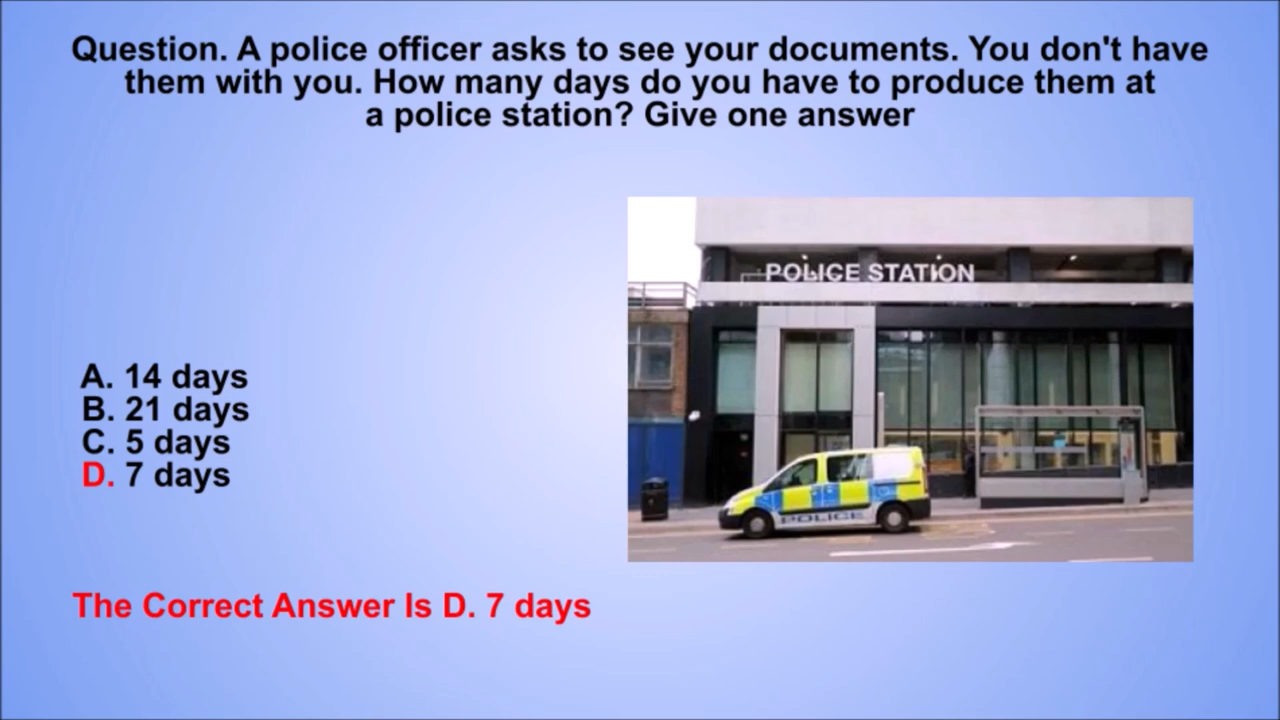 Question. A police officer asks to see your documents. You don't have
them with you. How many days do you have to produce them at
a police station? Give one answer
POLICE STATION
A. 14 days
B. 21 days
C. 5 days
D. 7 days
POLICE
The Correct Answer Is D. 7 days